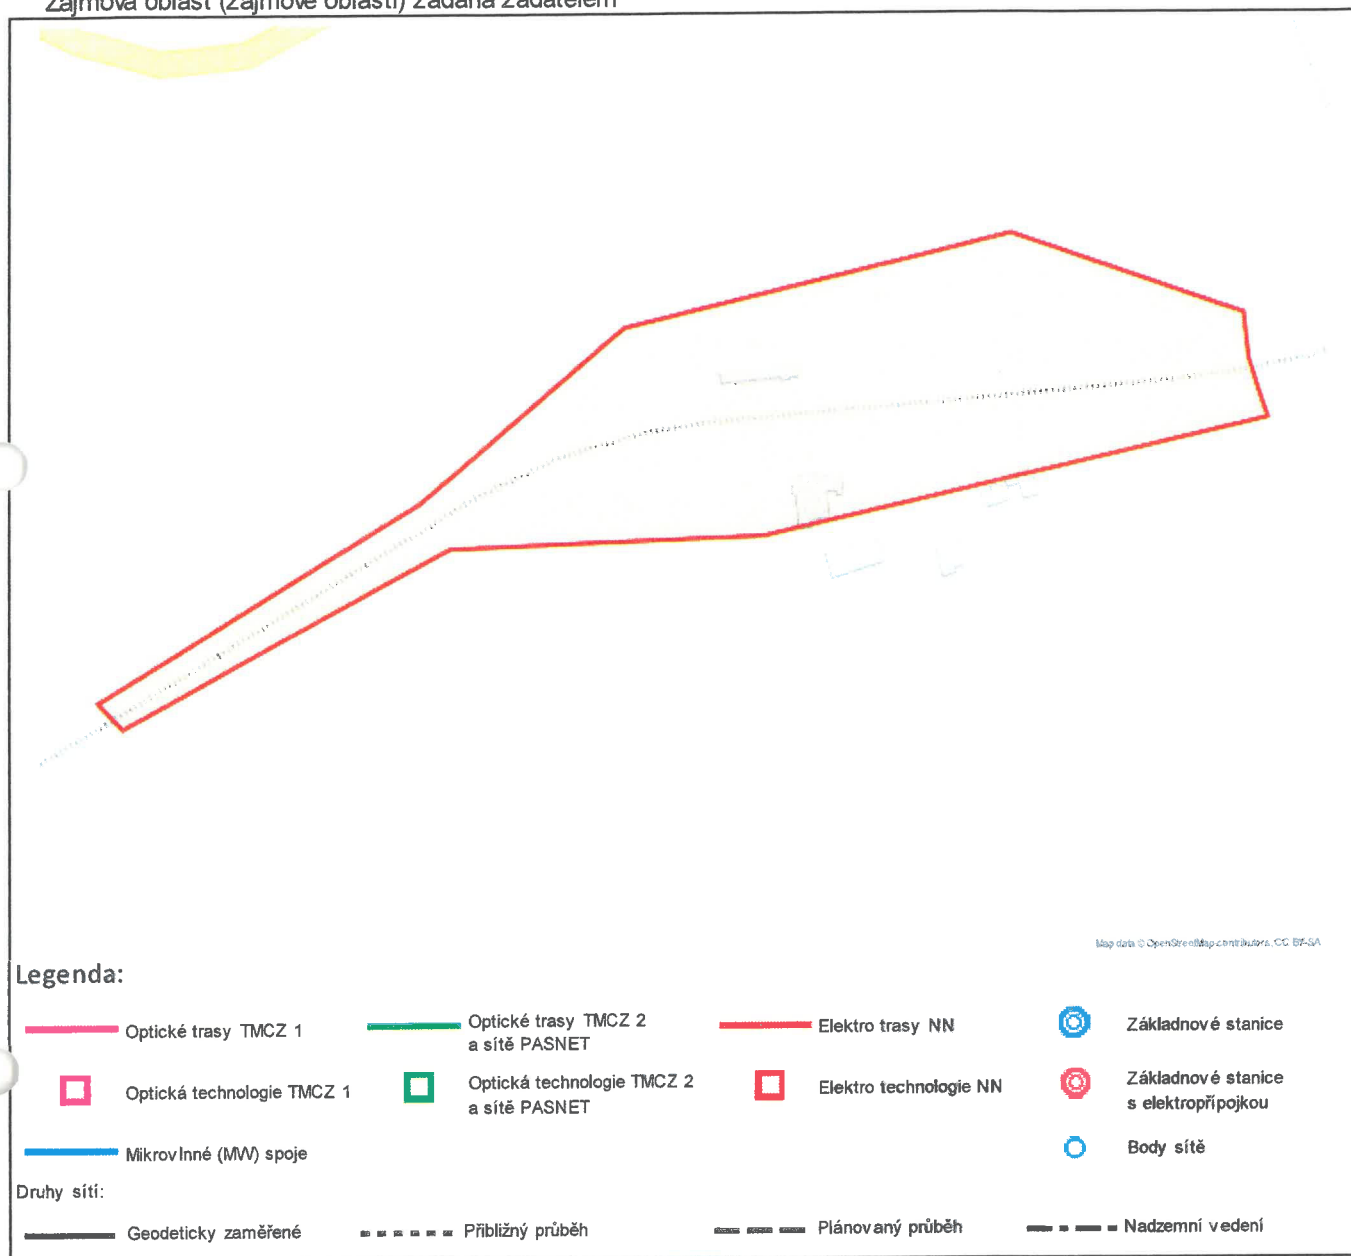 Zájmová oblast (zájmové oblasti) zadaná žadatelem
Map data © OpenStreetMap contributors, CC BY-SA
Legenda:
Optické trasy TMCZ 1
Optické trasy TMCZ 2
a sítě PASNET
Elektro trasy NN
Základnové stanice
Optická technologie TMCZ 1
Optická technologie TMCZ 2
a sítě PASNET
Elektro technologie NN
Základnové stanice
s elektropřípojkou
Mikrovlnné (MW) spoje
Body sítě
Druhy sítí:
Geodeticky zaměřené
Přibližný průběh
Plánovaný průběh
Nadzemní vedení